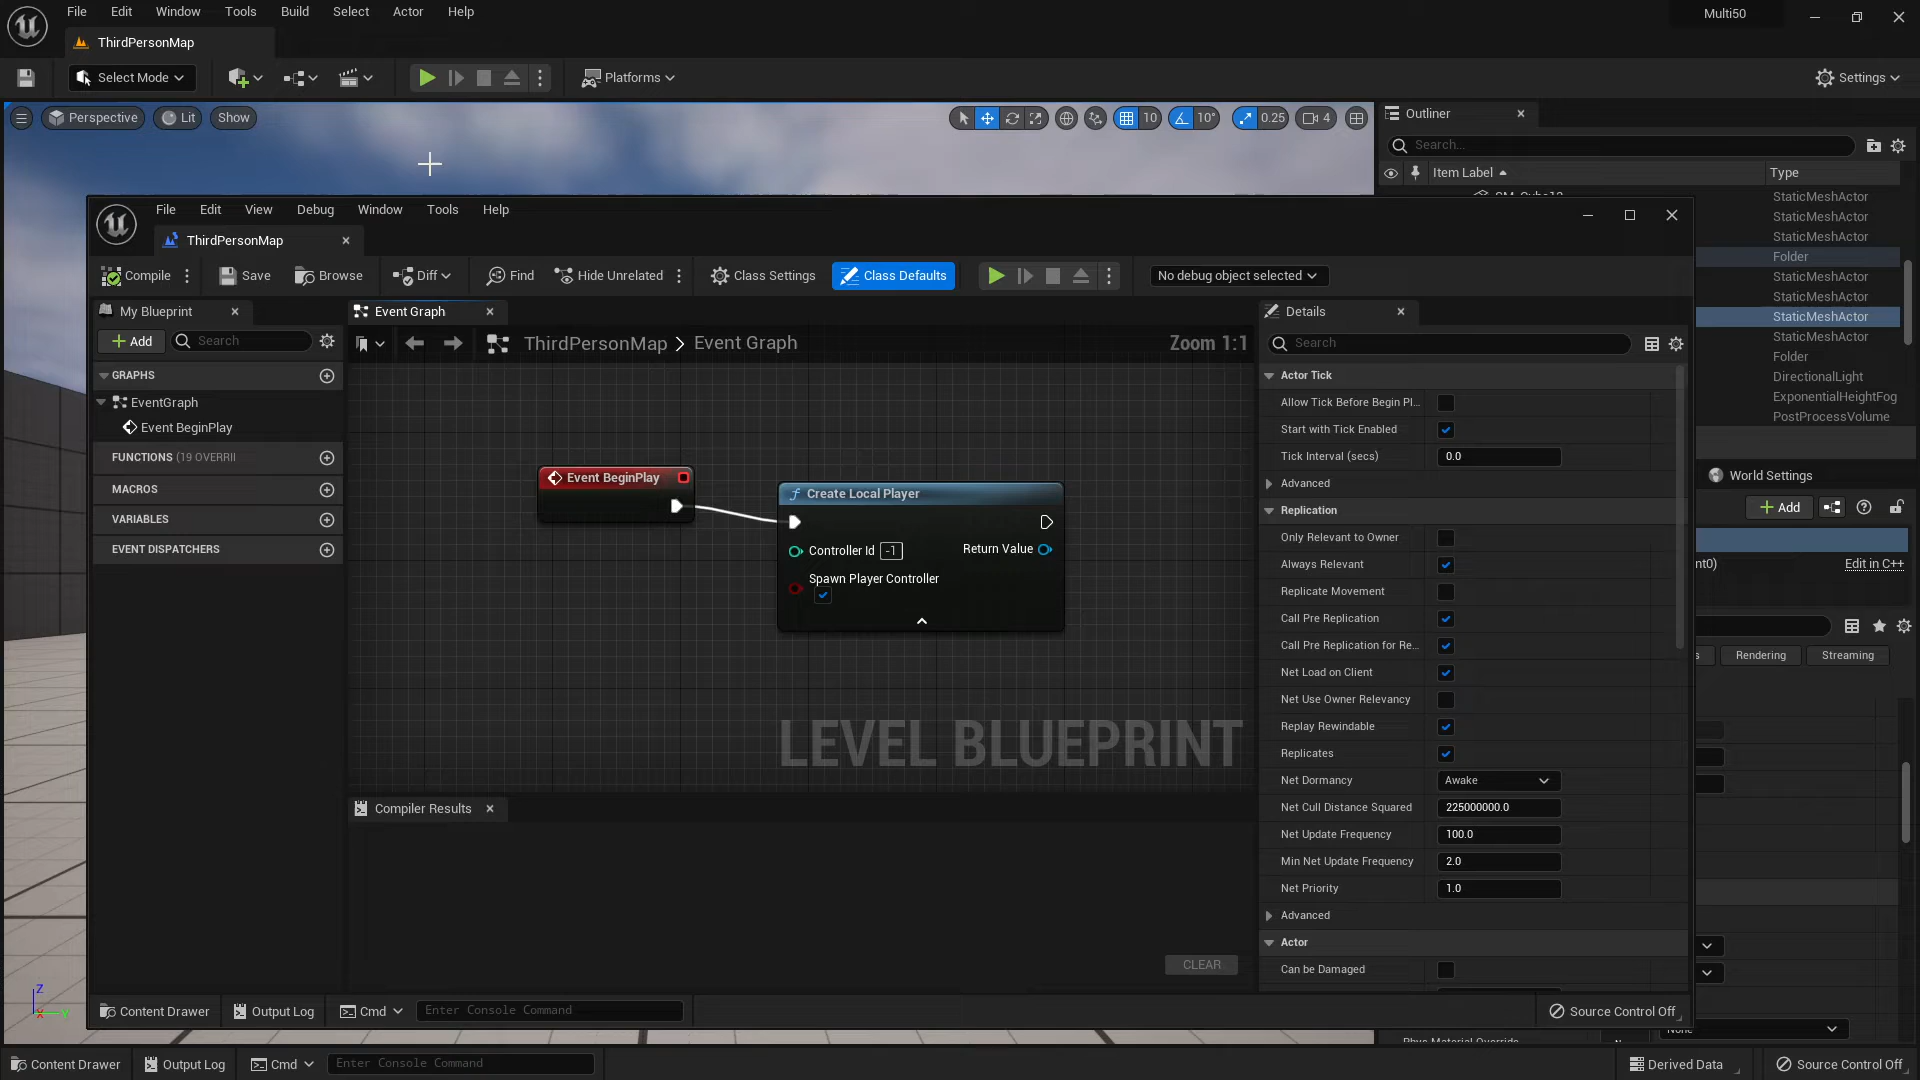 File Edit Window Tools Build Select Actor Help
Multi50
ThirdPersonMap
Select Mode
Platforms
Settings
Perspective Lit Show
10 10° 0.25 4
Outliner
Search...
Item Label Type
StaticMeshActor
StaticMeshActor
StaticMeshActor
Folder
StaticMeshActor
StaticMeshActor
StaticMeshActor
StaticMeshActor
Folder
DirectionalLight
ExponentialHeightFog
PostProcessVolume
World Settings
Add
Edit in C++
Rendering Streaming
File Edit View Debug Window Tools Help
ThirdPersonMap
Compile Save Browse Diff Find Hide Unrelated Class Settings Class Defaults No debug object selected
My Blueprint
Add Search
GRAPHS
EventGraph
Event BeginPlay
FUNCTIONS (19 OVERRI
MACROS
VARIABLES
EVENT DISPATCHERS
Event Graph
ThirdPersonMap > Event Graph Zoom 1:1
Event BeginPlay
Create Local Player
Controller Id -1 Return Value
Spawn Player Controller
LEVEL BLUEPRINT
Compiler Results
CLEAR
Details
Search
Actor Tick
Allow Tick Before Begin Pl...
Start with Tick Enabled
Tick Interval (secs) 0.0
Advanced
Replication
Only Relevant to Owner
Always Relevant
Replicate Movement
Call Pre Replication
Call Pre Replication for Re...
Net Load on Client
Net Use Owner Relevancy
Replay Rewindable
Replicates
Net Dormancy Awake
Net Cull Distance Squared 225000000.0
Net Update Frequency 100.0
Min Net Update Frequency 2.0
Net Priority 1.0
Advanced
Actor
Can be Damaged
Content Drawer Output Log Cmd Enter Console Command Source Control Off
Content Drawer Output Log Cmd Enter Console Command Derived Data Source Control Off